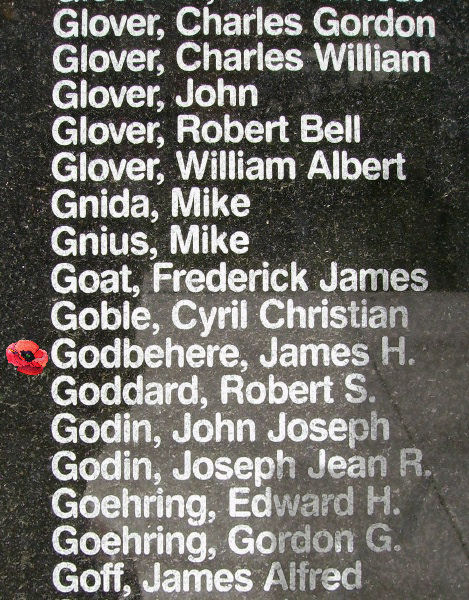 Glover, Charles Gordon
Glover, Charles William
Glover, John
Glover, Robert Bell
Glover, William Albert
Gnida, Mike
Gnius, Mike
Goat, Frederick James
Goble, Cyril Christian
Godbehere, James H.
Goddard, Robert S.
Godin, John Joseph
Godin, Joseph Jean R.
Goehring, Edward H.
Goehring, Gordon G.
Goff, James Alfred